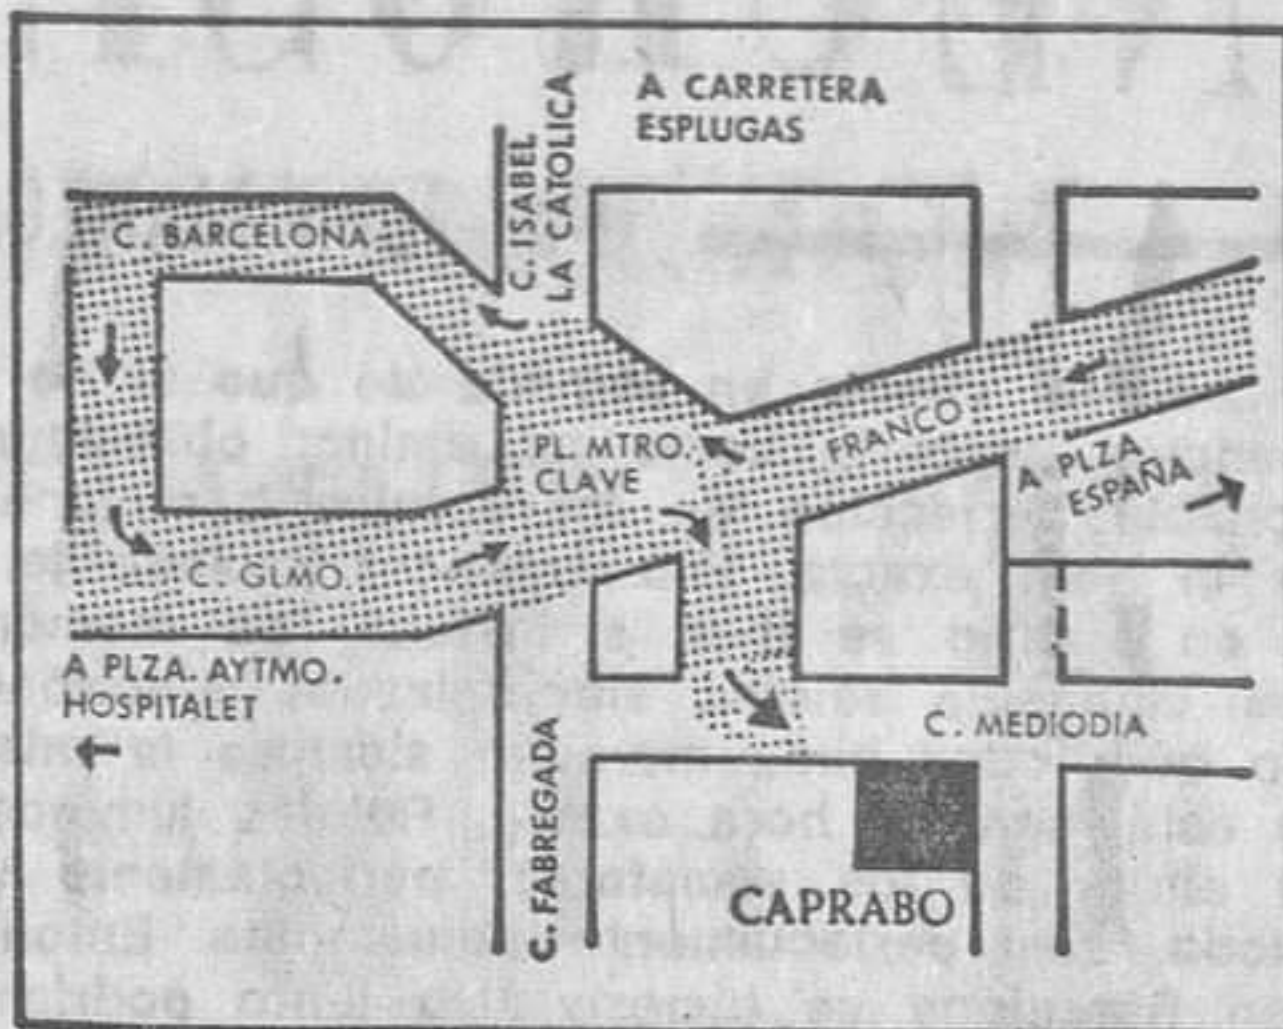 A CARRETERA
ESPLUGAS
C. ISABEL
LA CATOLICA
C. BARCELONA
FRANCO
PL. MTRO.
CLAVE
A PLZA
ESPAÑA
C. GLMO.
A PLZA. AYTMO.
HOSPITALET
C. MEDIODIA
C. FABREGADA
CAPRABO